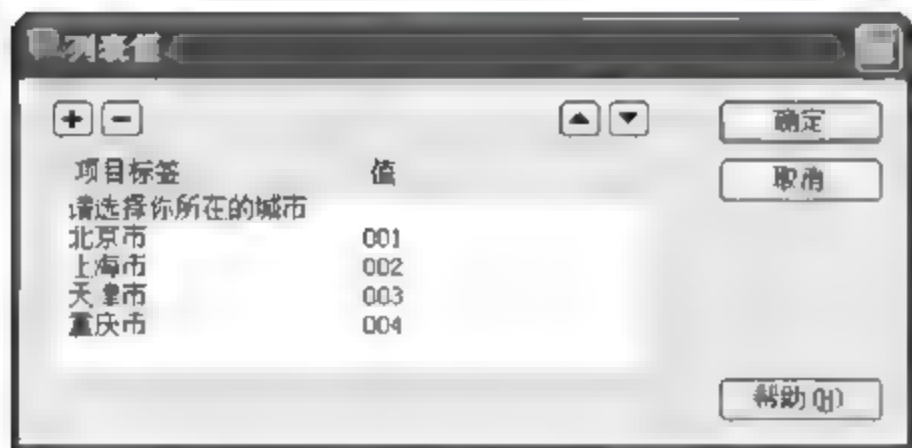 列表值
+ -
确定
项目标签 值
取消
请选择你所在的城市
北京市 001
上海市 002
天津市 003
重庆市 004
帮助(H)